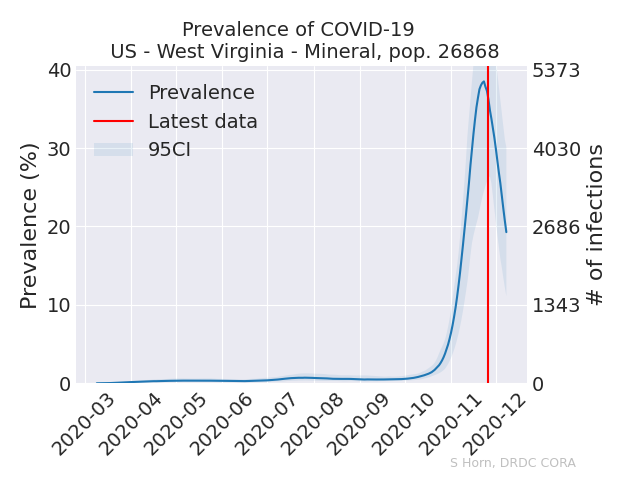 Prevalence of COVID-19
US - West Virginia - Mineral, pop. 26868
40
30
20
10
0
Prevalence (%)
Prevalence
Latest data
95CI
5373
4030
2686
1343
0
# of infections
2020-03
2020-04
2020-05
2020-06
2020-07
2020-08
2020-09
2020-10
2020-11
2020-12
S Horn, DRDC CORA